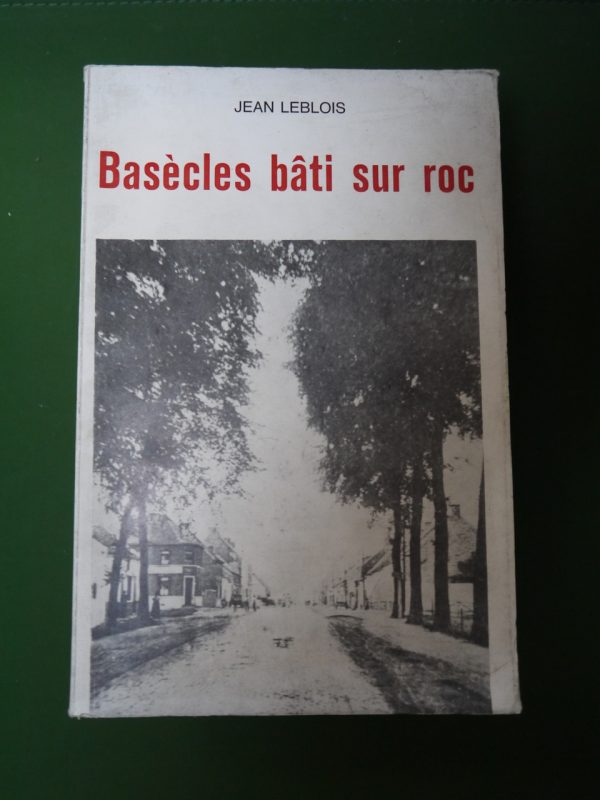 JEAN LEBLOIS
Basècles bâti sur roc